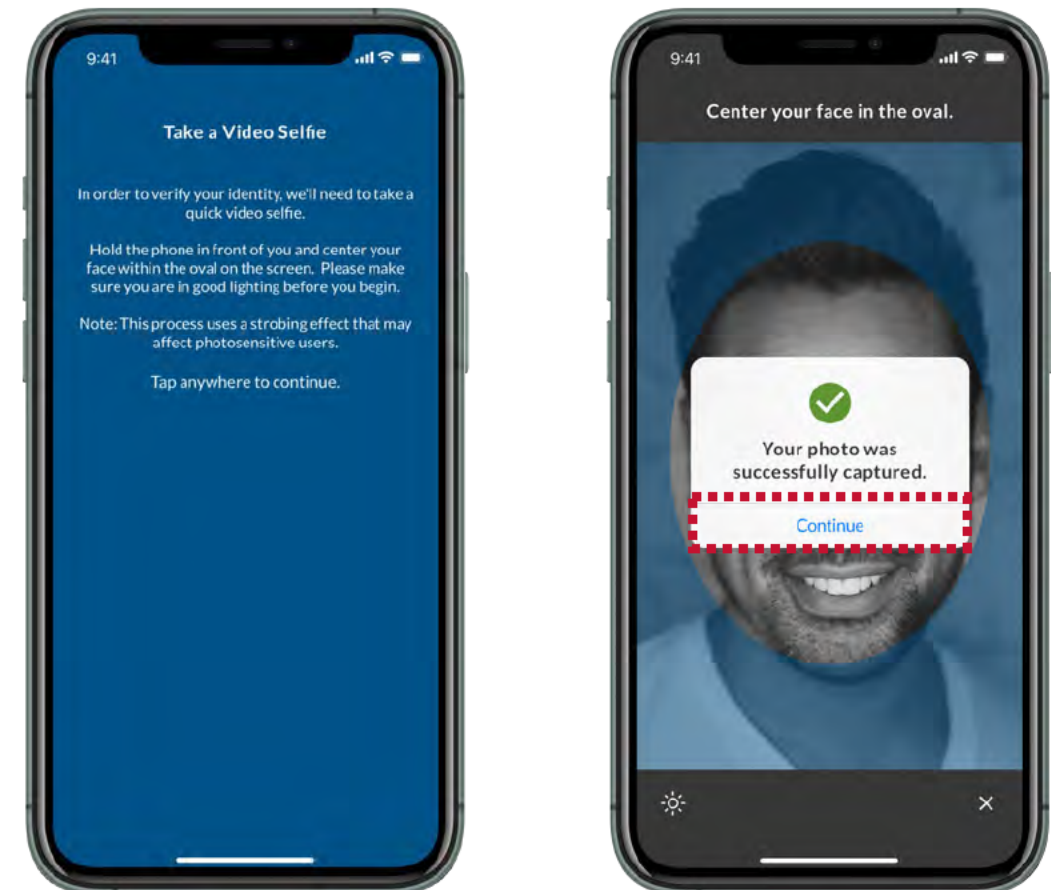 9:41
Take a Video Selfie
In order to verify your identity, we'll need to take a
quick video selfie.
Hold the phone in front of you and center your
face within the oval on the screen. Please make
sure you are in good lighting before you begin.
Note: This process uses a strobing effect that may
affect photosensitive users.
Tap anywhere to continue.
9:41
Center your face in the oval.
Your photo was
successfully captured.
Continue